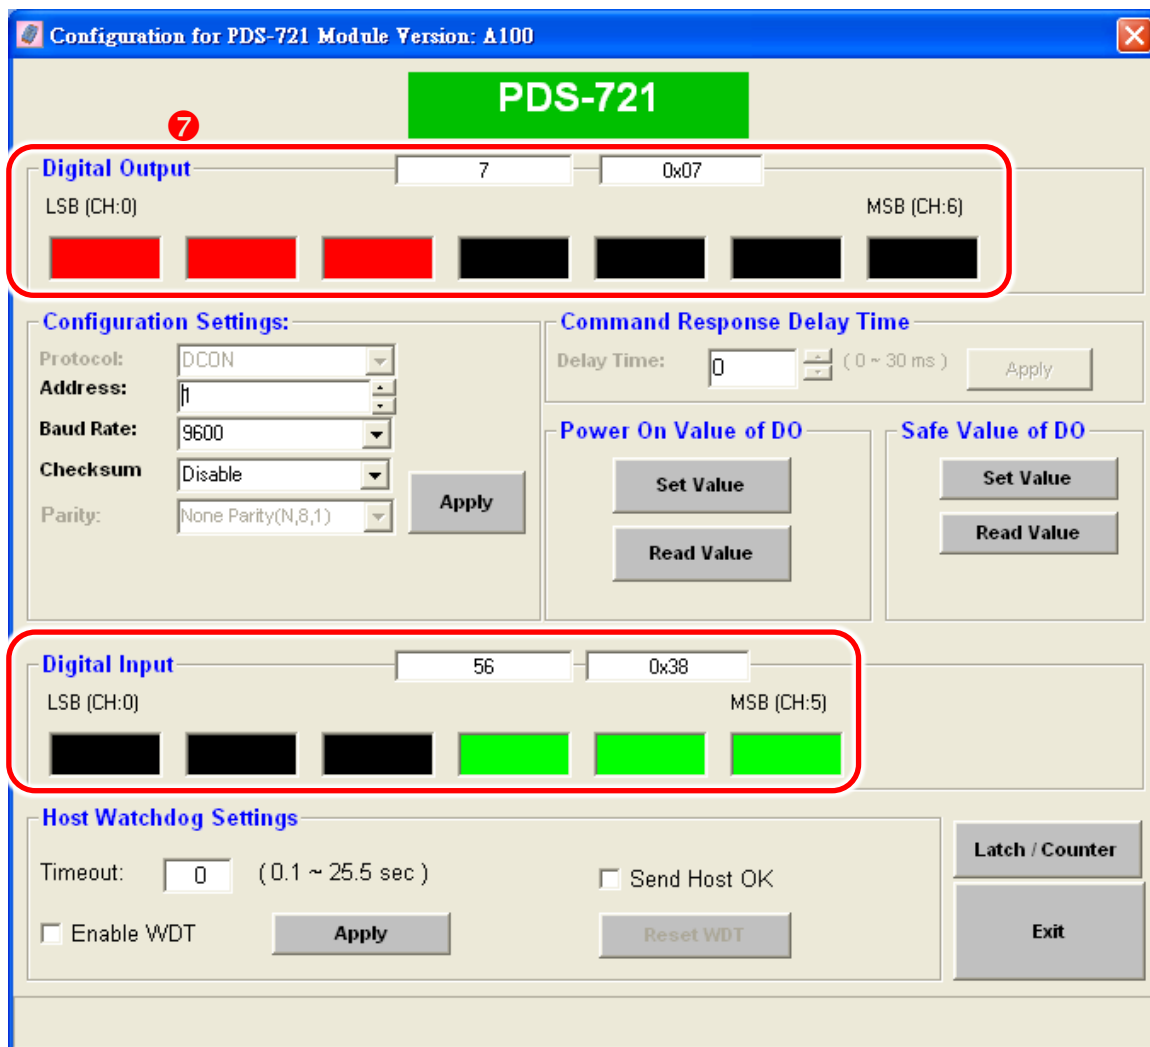 Configuration for PDS-721 Module Version: A100
PDS-721
7
Digital Output 7 0x07
LSB (CH:0) MSB (CH:6)
Configuration Settings:
Protocol: DCON
Address: 1
Baud Rate: 9600
Checksum Disable
Parity: None Parity(N,8,1)
Apply
Command Response Delay Time
Delay Time: 0 ( 0 ~ 30 ms ) Apply
Power On Value of DO
Set Value
Read Value
Safe Value of DO
Set Value
Read Value
Digital Input 56 0x38
LSB (CH:0) MSB (CH:5)
Host Watchdog Settings
Timeout: 0 ( 0.1 ~ 25.5 sec ) Send Host OK
Enable WDT Apply Reset WDT
Latch / Counter
Exit